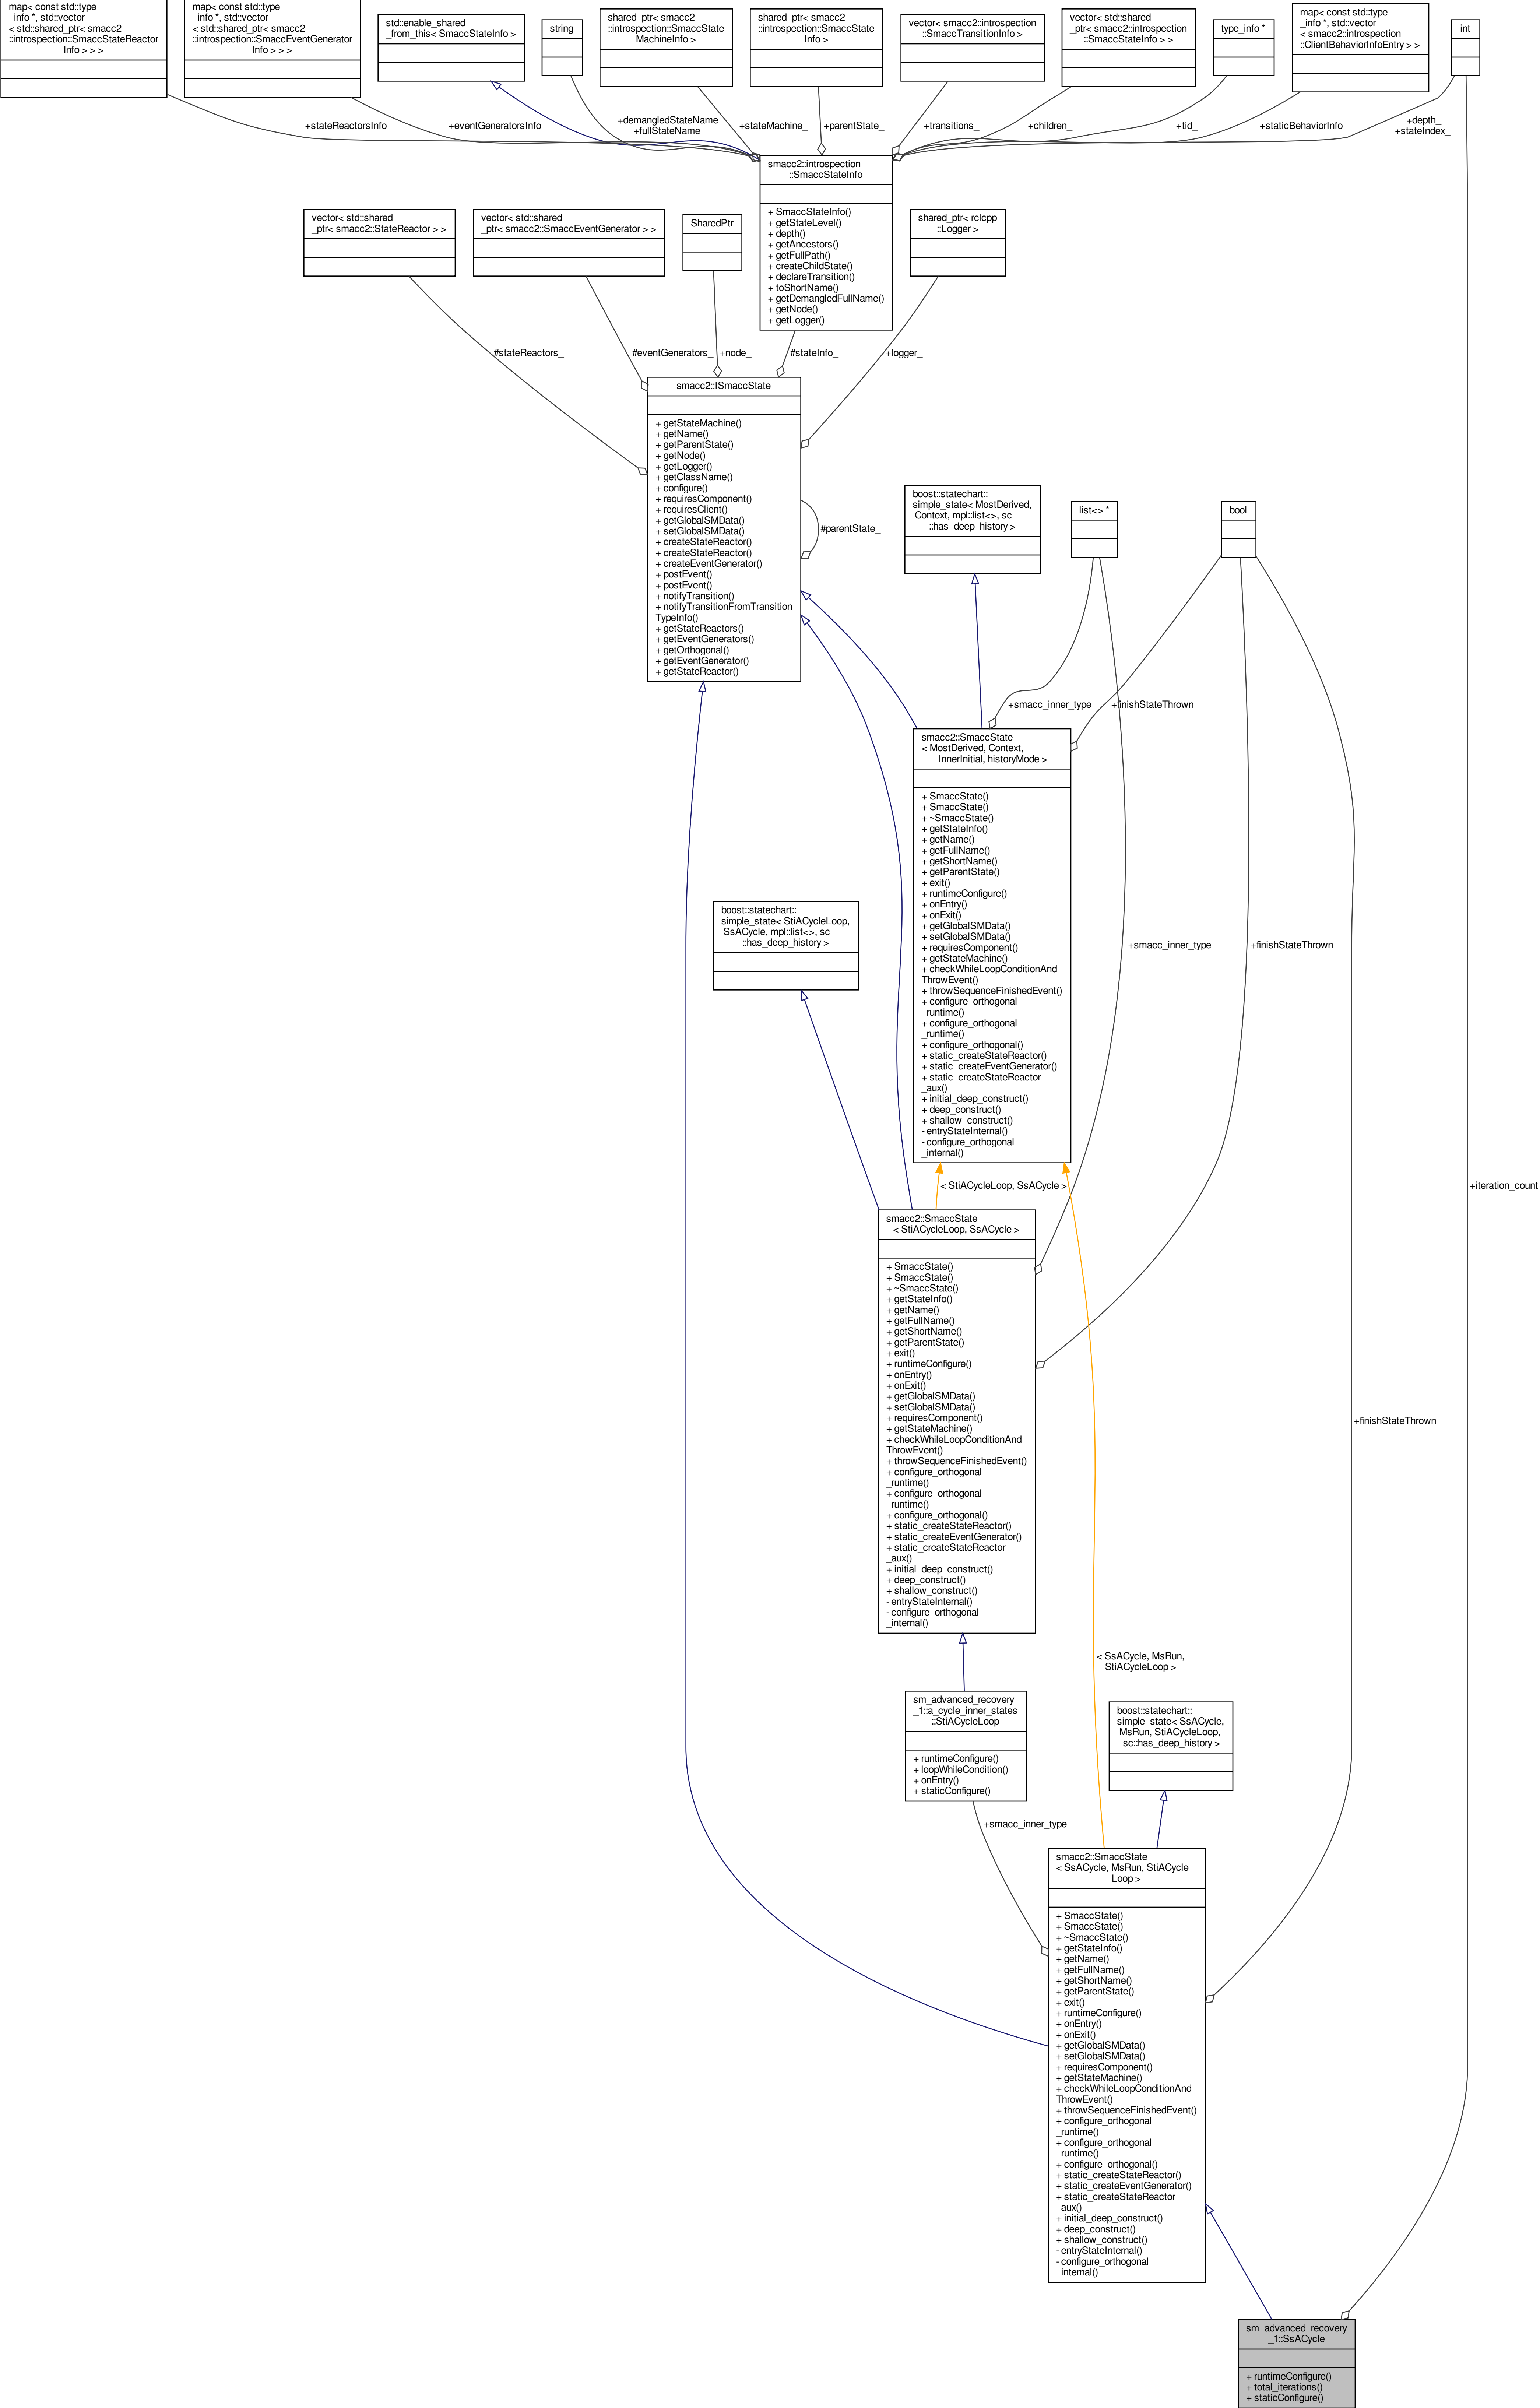 map< const std::type
_info *, std::vector
< std::shared_ptr< smacc2
::introspection::SmaccStateReactor
Info > > >
map< const std::type
_info *, std::vector
< std::shared_ptr< smacc2
::introspection::SmaccEventGenerator
Info > > >
std::enable_shared
_from_this< SmaccStateInfo >
string
shared_ptr< smacc2
::introspection::SmaccState
MachineInfo >
shared_ptr< smacc2
::introspection::SmaccState
Info >
vector< smacc2::introspection
::SmaccTransitionInfo >
vector< std::shared
_ptr< smacc2::introspection
::SmaccStateInfo > >
type_info *
map< const std::type
_info *, std::vector
< smacc2::introspection
::ClientBehaviorInfoEntry > >
int
+stateReactorsInfo
+eventGeneratorsInfo
+demangledStateName
+fullStateName
+stateMachine_
+parentState_
+transitions_
+children_
+tid_
+staticBehaviorInfo
+depth_
+stateIndex_
smacc2::introspection
::SmaccStateInfo
+ SmaccStateInfo()
+ getStateLevel()
+ depth()
+ getAncestors()
+ getFullPath()
+ createChildState()
+ declareTransition()
+ toShortName()
+ getDemangledFullName()
+ getNode()
+ getLogger()
vector< std::shared
_ptr< smacc2::StateReactor > >
vector< std::shared
_ptr< smacc2::SmaccEventGenerator > >
SharedPtr
shared_ptr< rclcpp
::Logger >
#stateReactors_
#eventGenerators_
+node_
#stateInfo_
+logger_
smacc2::ISmaccState
+ getStateMachine()
+ getName()
+ getParentState()
+ getNode()
+ getLogger()
+ getClassName()
+ configure()
+ requiresComponent()
+ requiresClient()
+ getGlobalSMData()
+ setGlobalSMData()
+ createStateReactor()
+ createStateReactor()
+ createEventGenerator()
+ postEvent()
+ postEvent()
+ notifyTransition()
+ notifyTransitionFromTransition
TypeInfo()
+ getStateReactors()
+ getEventGenerators()
+ getOrthogonal()
+ getEventGenerator()
+ getStateReactor()
#parentState_
boost::statechart::
simple_state< MostDerived,
Context, mpl::list<>, sc
::has_deep_history >
list<> *
bool
+smacc_inner_type
+finishStateThrown
smacc2::SmaccState
< MostDerived, Context,
InnerInitial, historyMode >
+ SmaccState()
+ SmaccState()
+ ~SmaccState()
+ getStateInfo()
+ getName()
+ getFullName()
+ getShortName()
+ getParentState()
+ exit()
+ runtimeConfigure()
+ onEntry()
+ onExit()
+ getGlobalSMData()
+ setGlobalSMData()
+ requiresComponent()
+ getStateMachine()
+ checkWhileLoopConditionAnd
ThrowEvent()
+ throwSequenceFinishedEvent()
+ configure_orthogonal
_runtime()
+ configure_orthogonal
_runtime()
+ configure_orthogonal()
+ static_createStateReactor()
+ static_createEventGenerator()
+ static_createStateReactor
_aux()
+ initial_deep_construct()
+ deep_construct()
+ shallow_construct()
- entryStateInternal()
- configure_orthogonal
_internal()
boost::statechart::
simple_state< StiACycleLoop,
SsACycle, mpl::list<>, sc
::has_deep_history >
+smacc_inner_type
+finishStateThrown
< StiACycleLoop, SsACycle >
+iteration_count
smacc2::SmaccState
< StiACycleLoop, SsACycle >
+ SmaccState()
+ SmaccState()
+ ~SmaccState()
+ getStateInfo()
+ getName()
+ getFullName()
+ getShortName()
+ getParentState()
+ exit()
+ runtimeConfigure()
+ onEntry()
+ onExit()
+ getGlobalSMData()
+ setGlobalSMData()
+ requiresComponent()
+ getStateMachine()
+ checkWhileLoopConditionAnd
ThrowEvent()
+ throwSequenceFinishedEvent()
+ configure_orthogonal
_runtime()
+ configure_orthogonal
_runtime()
+ configure_orthogonal()
+ static_createStateReactor()
+ static_createEventGenerator()
+ static_createStateReactor
_aux()
+ initial_deep_construct()
+ deep_construct()
+ shallow_construct()
- entryStateInternal()
- configure_orthogonal
_internal()
+finishStateThrown
< SsACycle, MsRun,
StiACycleLoop >
sm_advanced_recovery
_1::a_cycle_inner_states
::StiACycleLoop
+ runtimeConfigure()
+ loopWhileCondition()
+ onEntry()
+ staticConfigure()
boost::statechart::
simple_state< SsACycle,
MsRun, StiACycleLoop,
sc::has_deep_history >
+smacc_inner_type
smacc2::SmaccState
< SsACycle, MsRun, StiACycle
Loop >
+ SmaccState()
+ SmaccState()
+ ~SmaccState()
+ getStateInfo()
+ getName()
+ getFullName()
+ getShortName()
+ getParentState()
+ exit()
+ runtimeConfigure()
+ onEntry()
+ onExit()
+ getGlobalSMData()
+ setGlobalSMData()
+ requiresComponent()
+ getStateMachine()
+ checkWhileLoopConditionAnd
ThrowEvent()
+ throwSequenceFinishedEvent()
+ configure_orthogonal
_runtime()
+ configure_orthogonal
_runtime()
+ configure_orthogonal()
+ static_createStateReactor()
+ static_createEventGenerator()
+ static_createStateReactor
_aux()
+ initial_deep_construct()
+ deep_construct()
+ shallow_construct()
- entryStateInternal()
- configure_orthogonal
_internal()
sm_advanced_recovery
_1::SsACycle
+ runtimeConfigure()
+ total_iterations()
+ staticConfigure()